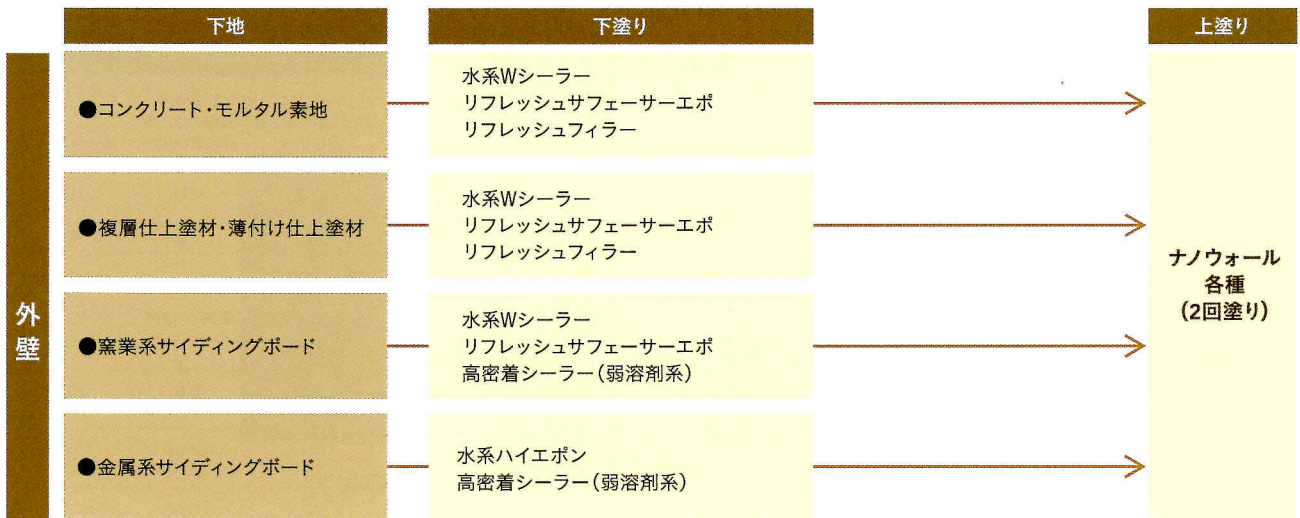 下地
下塗り
上塗り
外壁
●コンクリート・モルタル素地
水系Wシーラー
リフレッシュサフェーサーエポ
リフレッシュフィラー
●複層仕上塗材・薄付け仕上塗材
水系Wシーラー
リフレッシュサフェーサーエポ
リフレッシュフィラー
●窯業系サイディングボード
水系Wシーラー
リフレッシュサフェーサーエポ
高密着シーラー(弱溶剤系)
●金属系サイディングボード
水系ハイエポン
高密着シーラー(弱溶剤系)
ナノウォール
各種
(2回塗り)